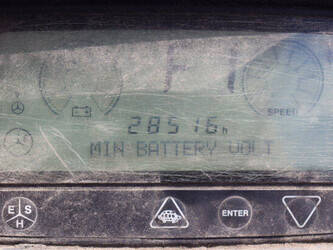 F
SPEED
28516h
MIN BATTERY VOLT
E S
H
ENTER